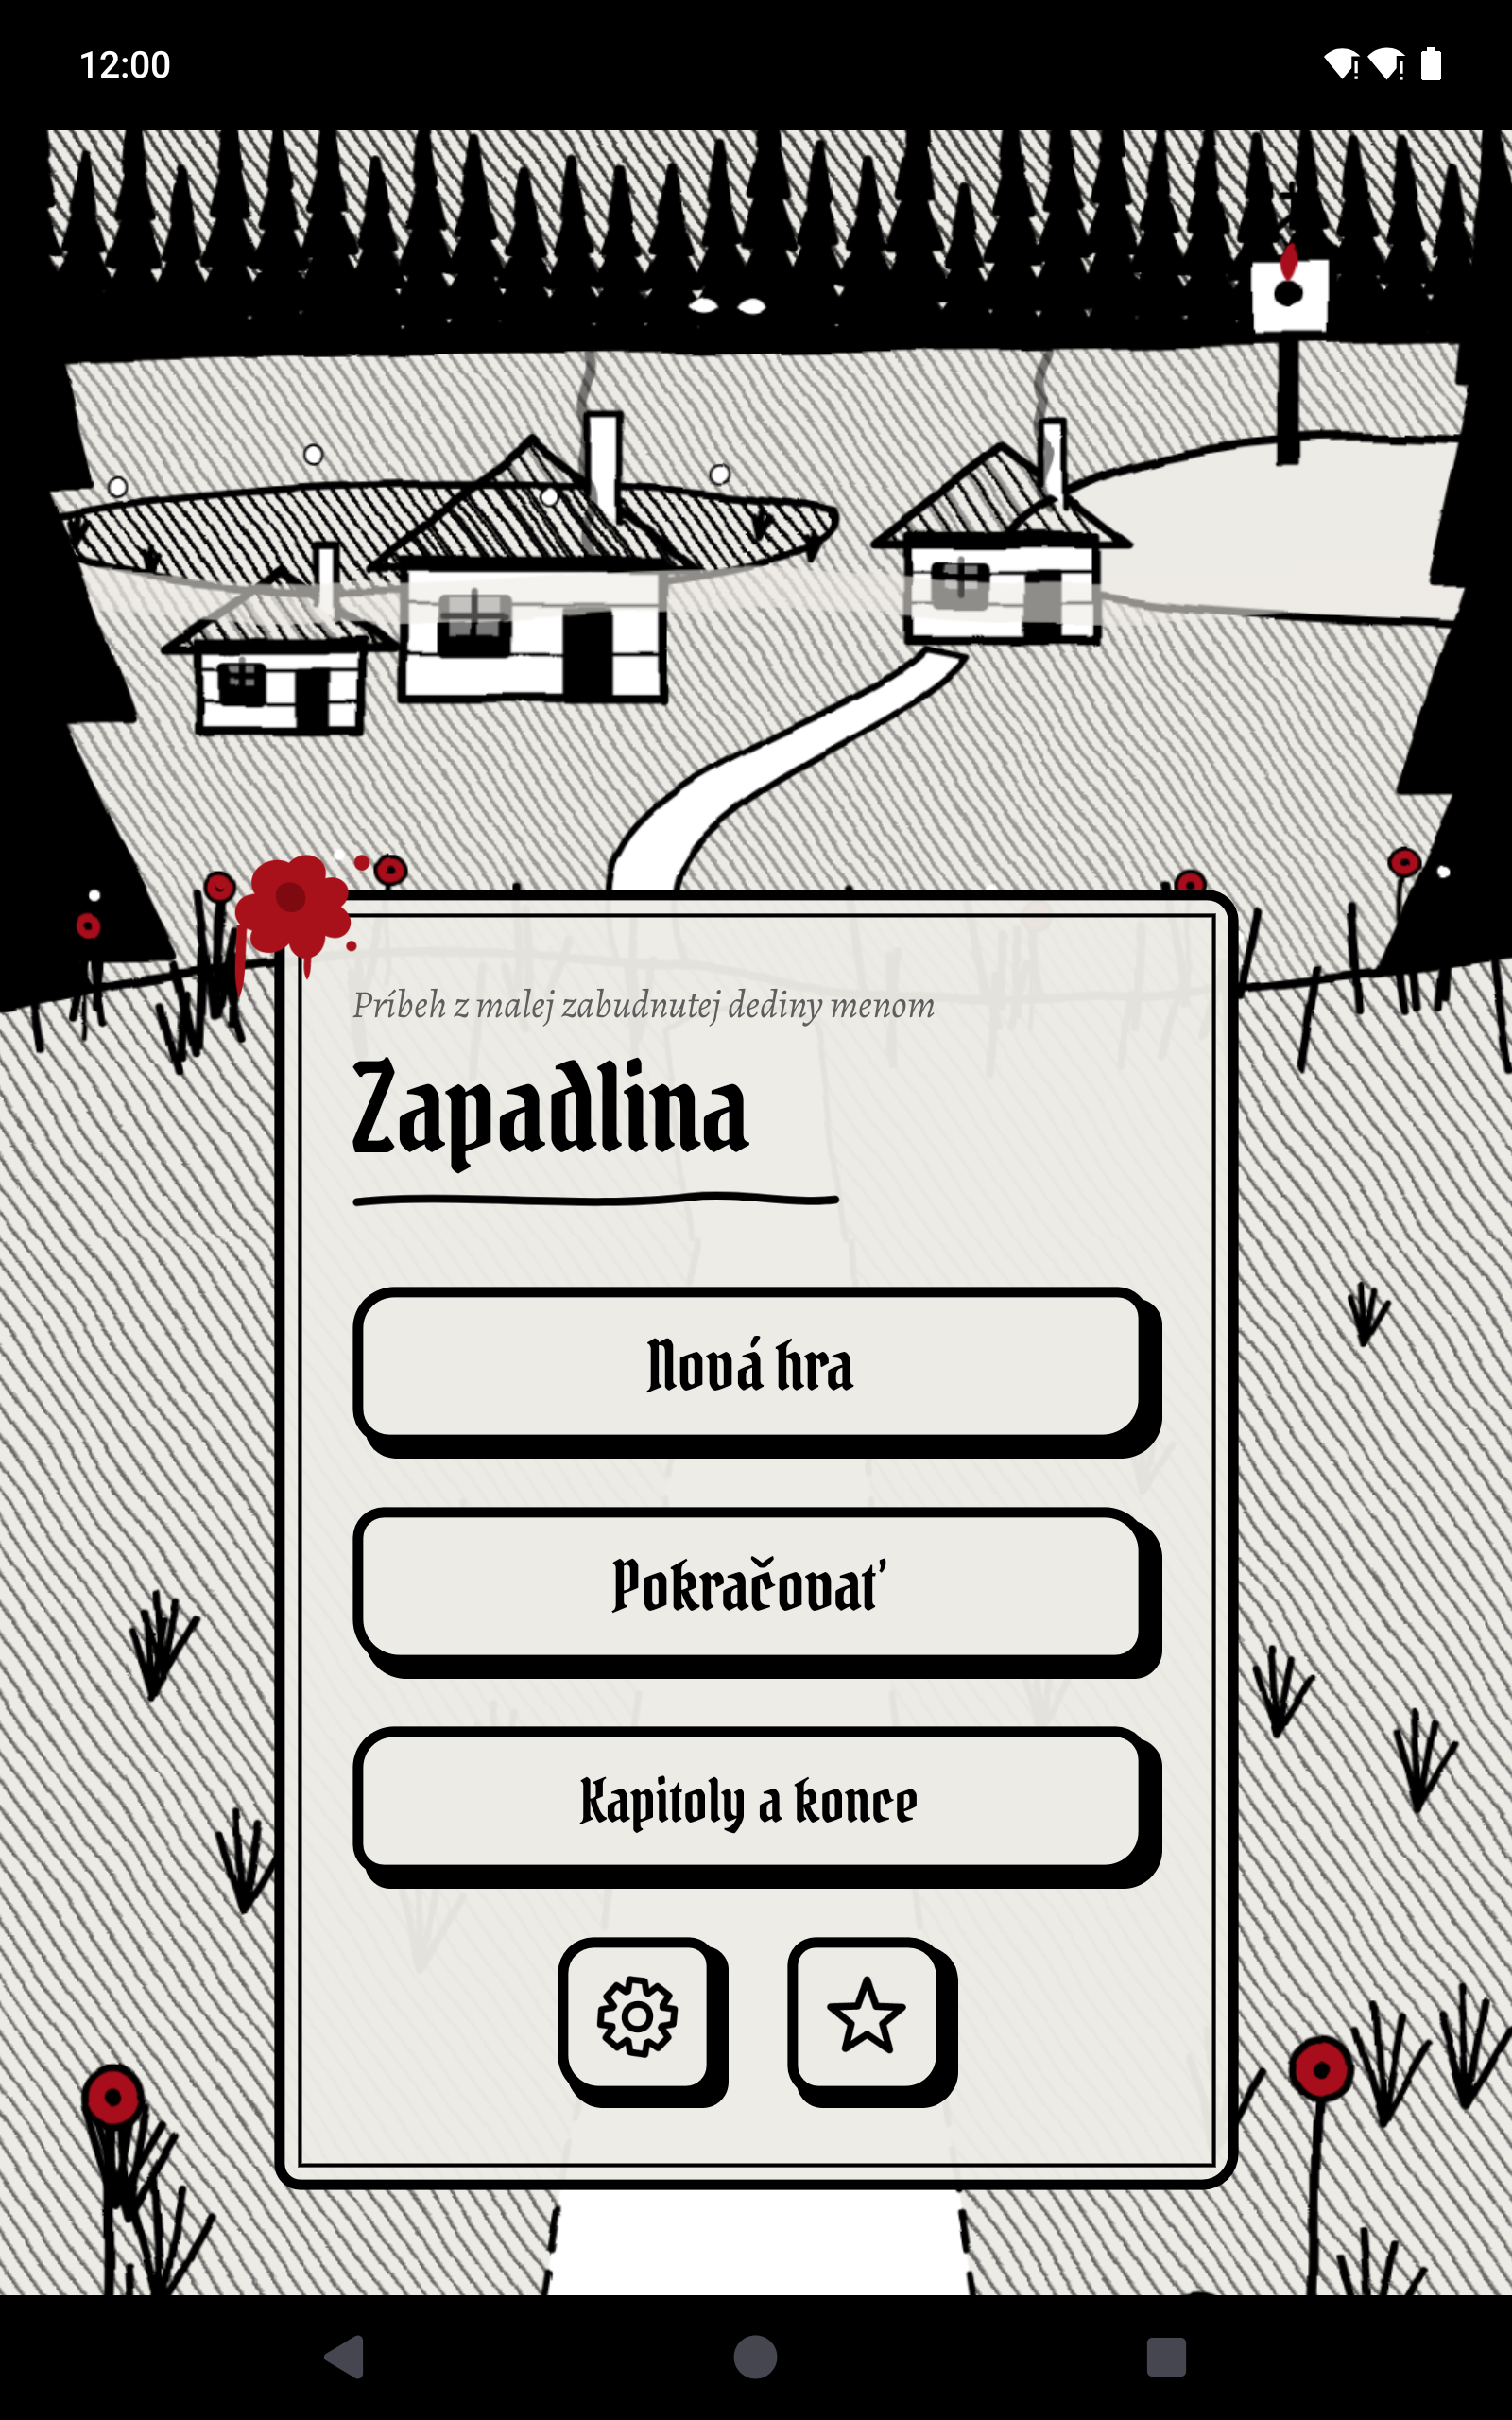 12:00
Príbeh z malej zabudnutej dediny menom
Zapadlina
Nová hra
Pokračovať
Kapitoly a konce